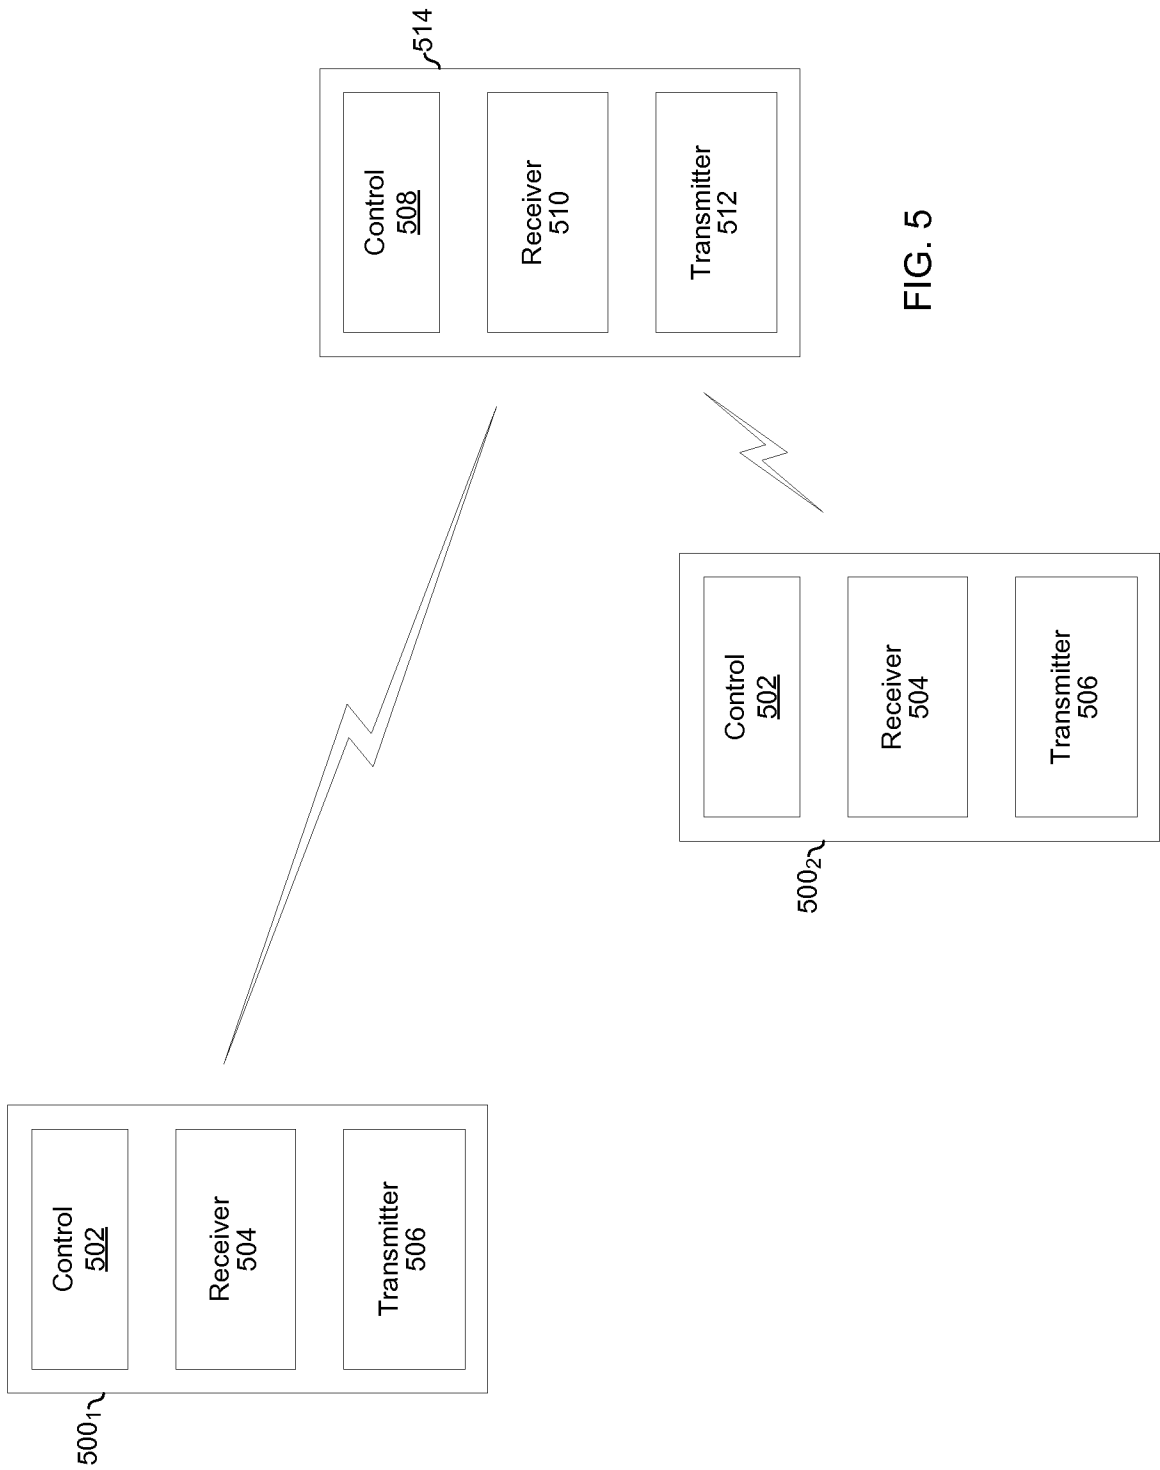 500₁
Control
502
Receiver
504
Transmitter
506
500₂
Control
502
Receiver
504
Transmitter
506
514
Control
508
Receiver
510
Transmitter
512
FIG. 5